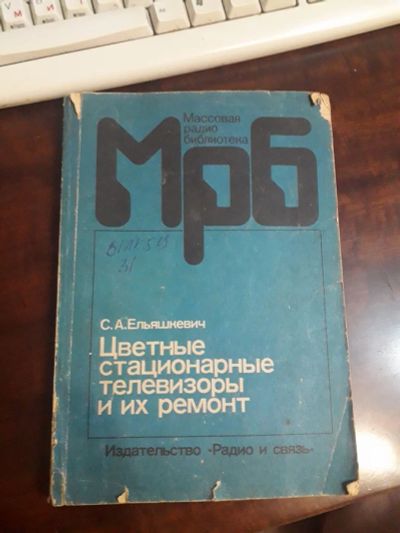 Массовая
радио
библиотека
Мрб
С.А.Ельяшкевич
Цветные
стационарные
телевизоры
и их ремонт
Издательство «Радио и связь»